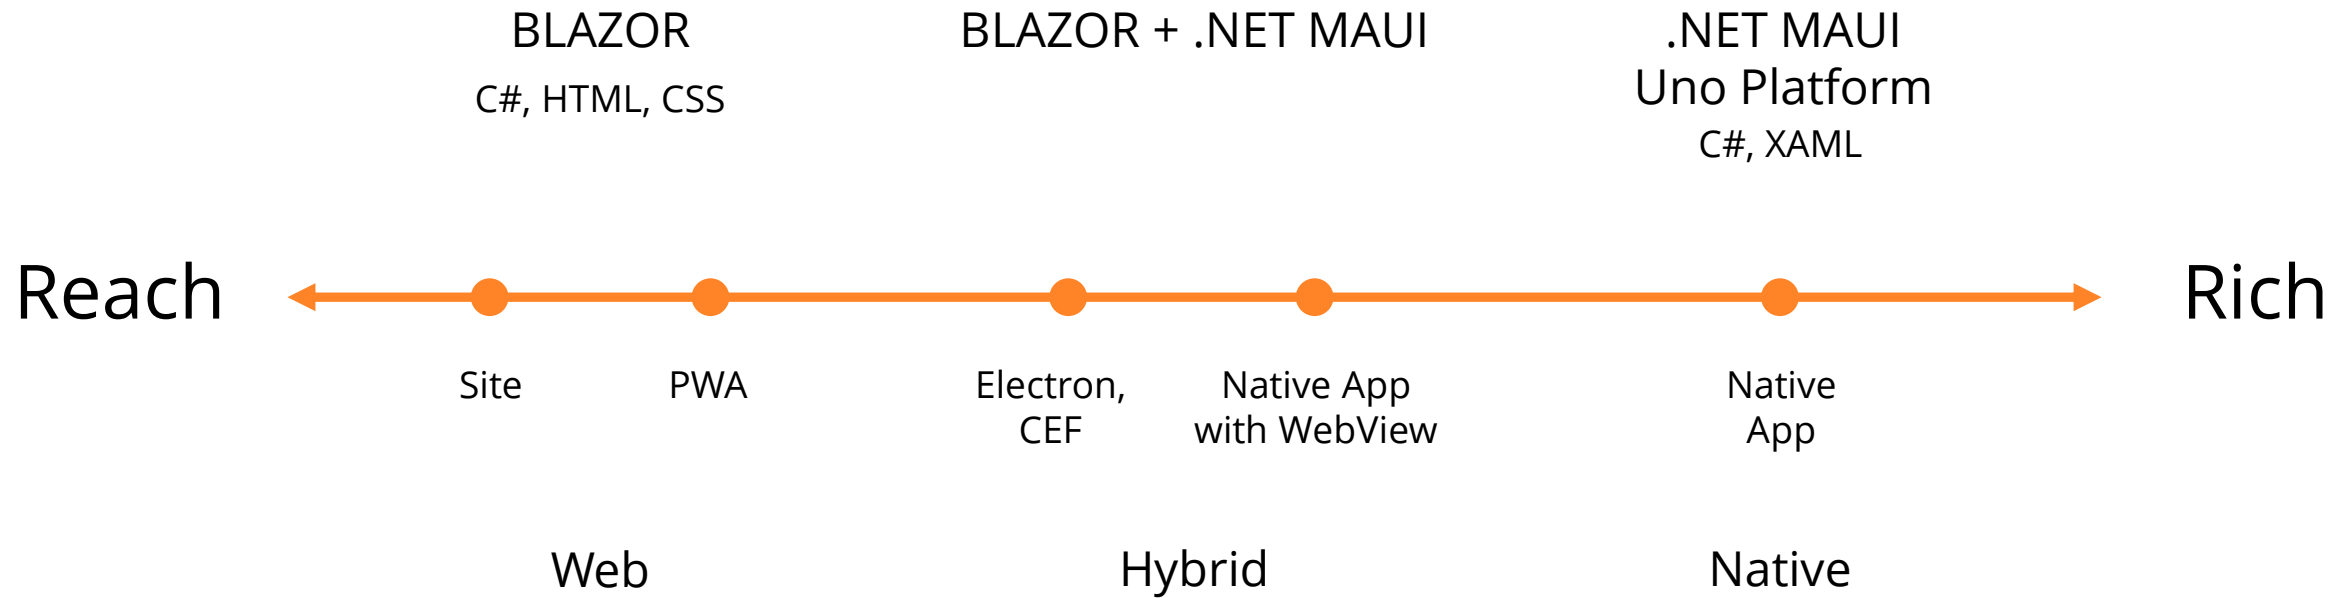 BLAZOR
C#, HTML, CSS
BLAZOR + .NET MAUI
.NET MAUI
Uno Platform
C#, XAML
Reach
Rich
Site
PWA
Electron,
CEF
Native App
with WebView
Native
App
Web
Hybrid
Native